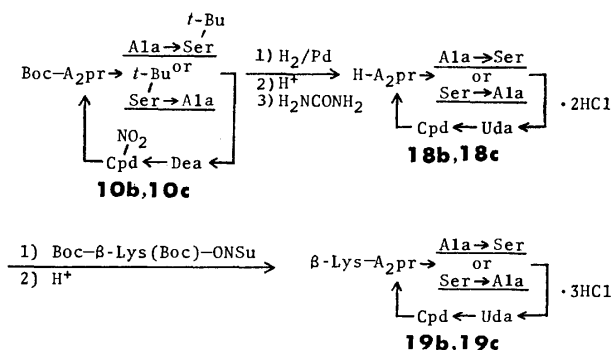 t-Bu
Ala→Ser
or
Boc—A₂pr→
t-Bu
Ser→Ala
NO₂
Cpd←Dea
10b,10c
1) H₂/Pd
2)H⁺
3)H₂NCONH₂
Ala→Ser
H-A₂pr→ or
Ser→Ala
·2HCl
Cpd←Uda
18b,18c
1) Boc—β-Lys(Boc)—ONSu
2) H⁺
Ala→Ser
β-Lys—A₂pr→ or
Ser→Ala
·3HCl
Cpd←Uda
19b,19c